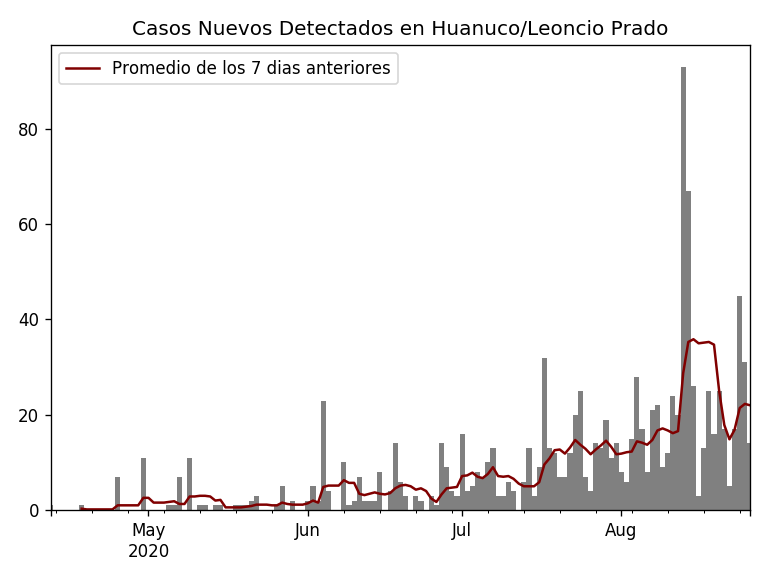 Casos Nuevos Detectados en Huanuco/Leoncio Prado
Promedio de los 7 dias anteriores
80
60
40
20
0
May Jun Jul Aug
2020